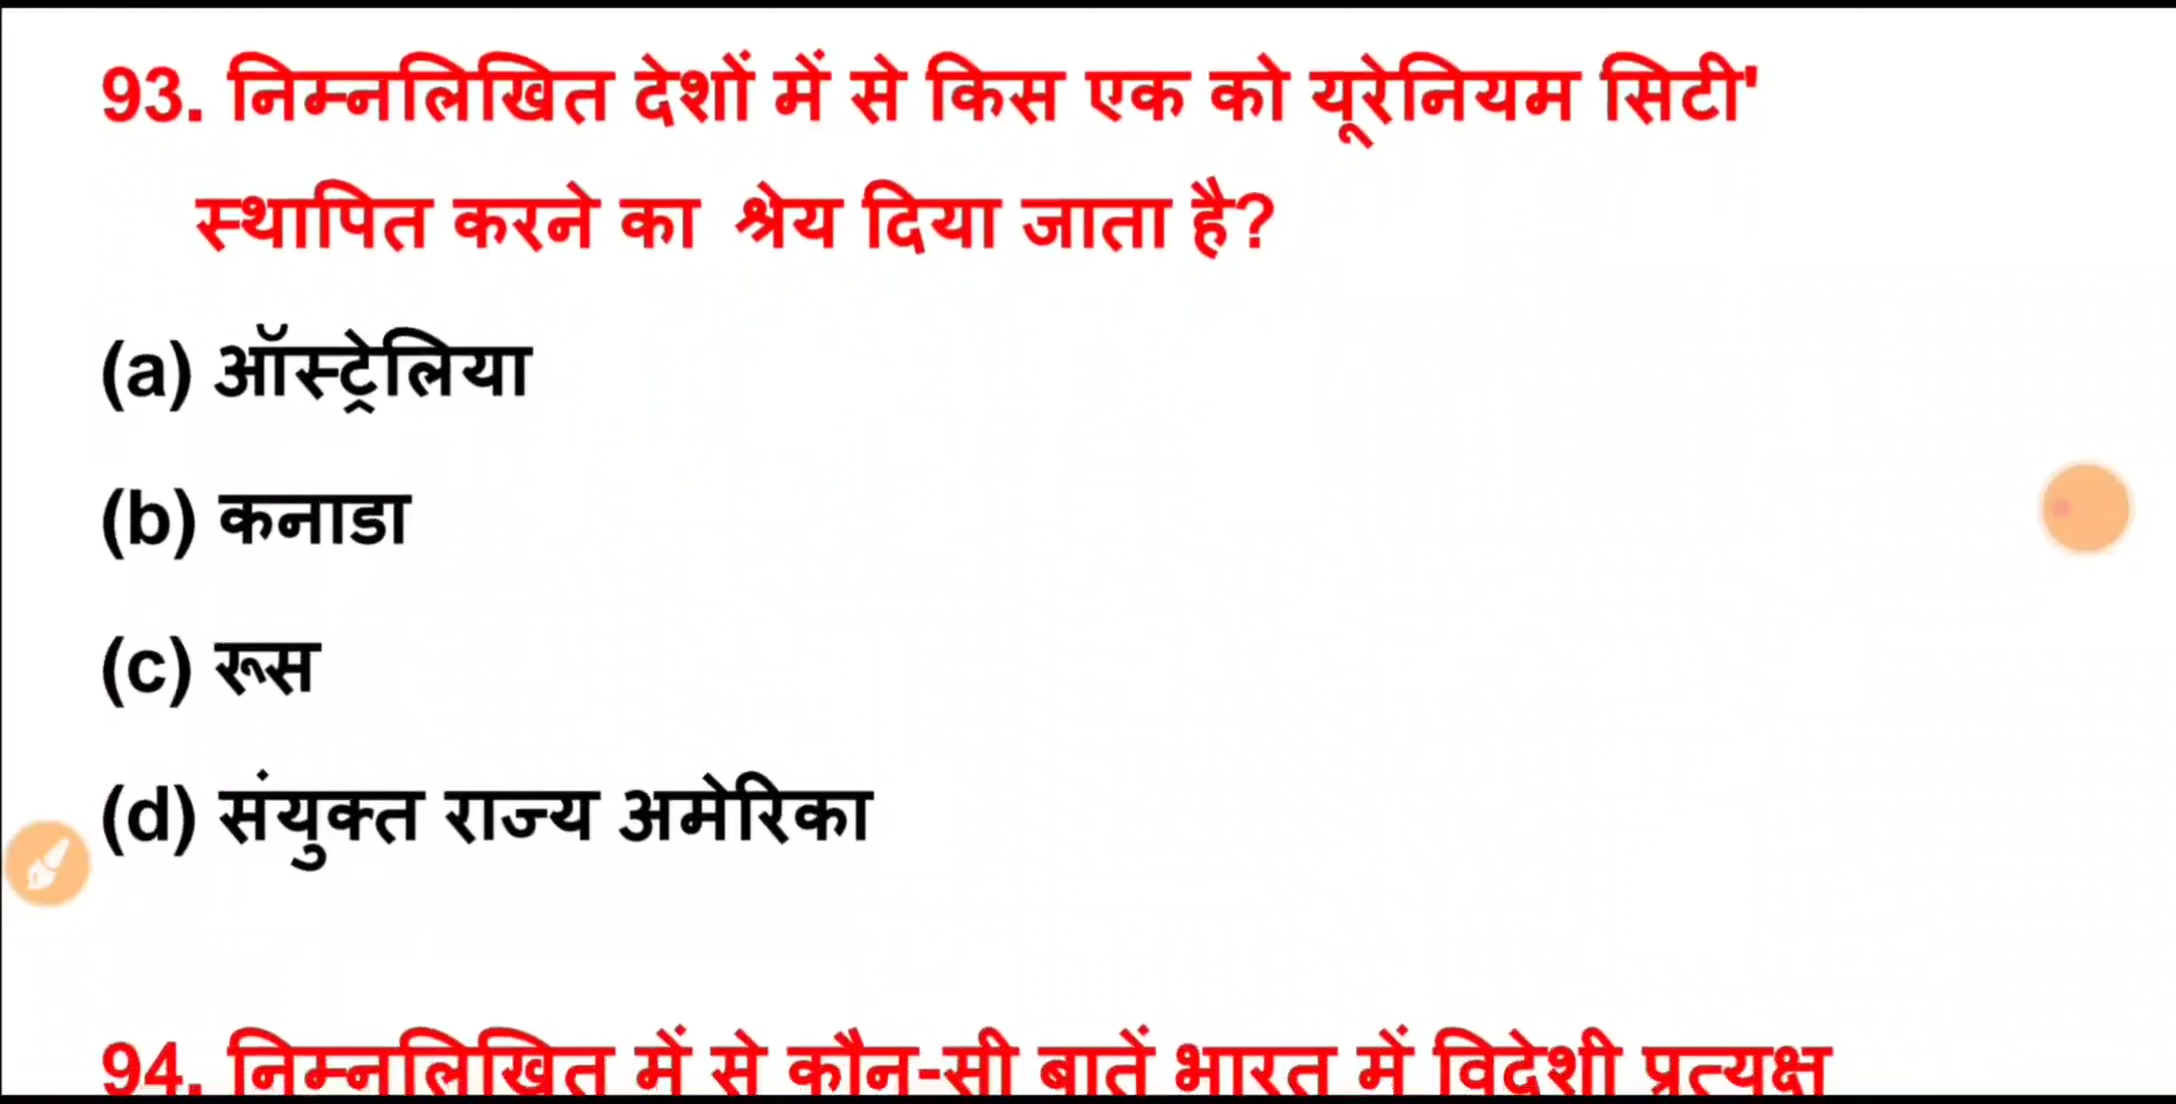 93. निम्नलिखित देशों में से किस एक को यूरेनियम सिटी'
स्थापित करने का श्रेय दिया जाता है?
(a) ऑस्ट्रेलिया
(b) कनाडा
(c) रूस
(d) संयुक्त राज्य अमेरिका
94. निम्नलिखित में से कौन-सी बातें भारत में विदेशी प्रत्यक्ष